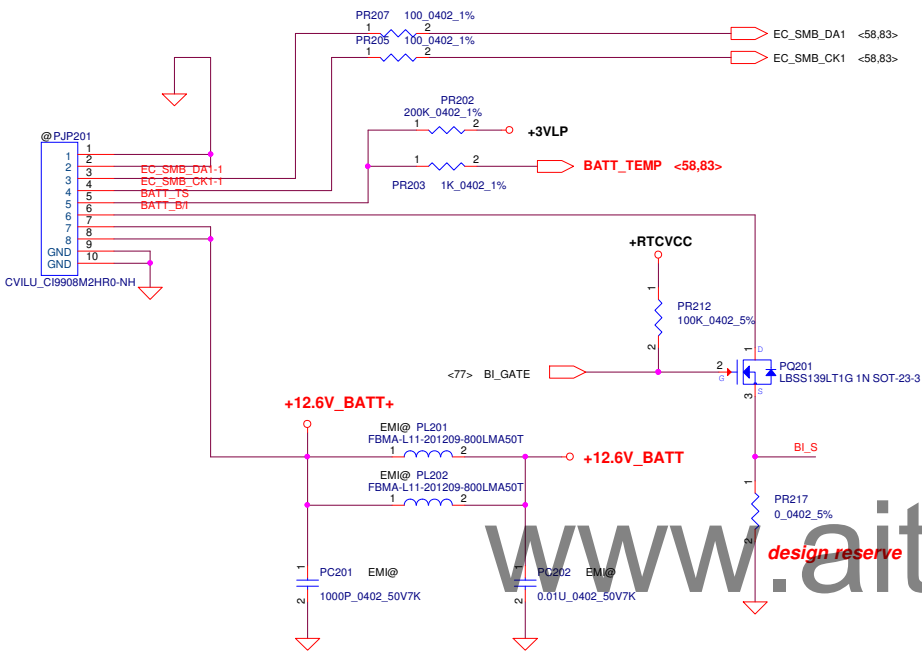 PR207 100_0402_1%
1 2
EC_SMB_DA1 <58,83>
PR205 100_0402_1%
1 2
EC_SMB_CK1 <58,83>
PR202
200K_0402_1%
1 2
+3VLP
1 2
BATT_TEMP <58,83>
PR203 1K_0402_1%
@ PJP201
1 1
2 2
3 3 EC_SMB_DA1-1
4 4 EC_SMB_CK1-1
5 5 BATT_TS
6 6 BATT_B/I
7 7
8 8
GND 9
GND 10
CVILU_CI9908M2HR0-NH
+RTCVCC
1
PR212
100K_0402_5%
2
<77> BI_GATE
1 D
2 G
3 S
PQ201
LBSS139LT1G 1N SOT-23-3
+12.6V_BATT+
EMI@ PL201
FBMA-L11-201209-800LMA50T
1 2
+12.6V_BATT
EMI@ PL202
FBMA-L11-201209-800LMA50T
1 2
BI_S
1
PR217
0_0402_5%
2
design reserve
1
PC201 EMI@
2
1000P_0402_50V7K
1
PC202 EMI@
2
0.01U_0402_50V7K
www.ait